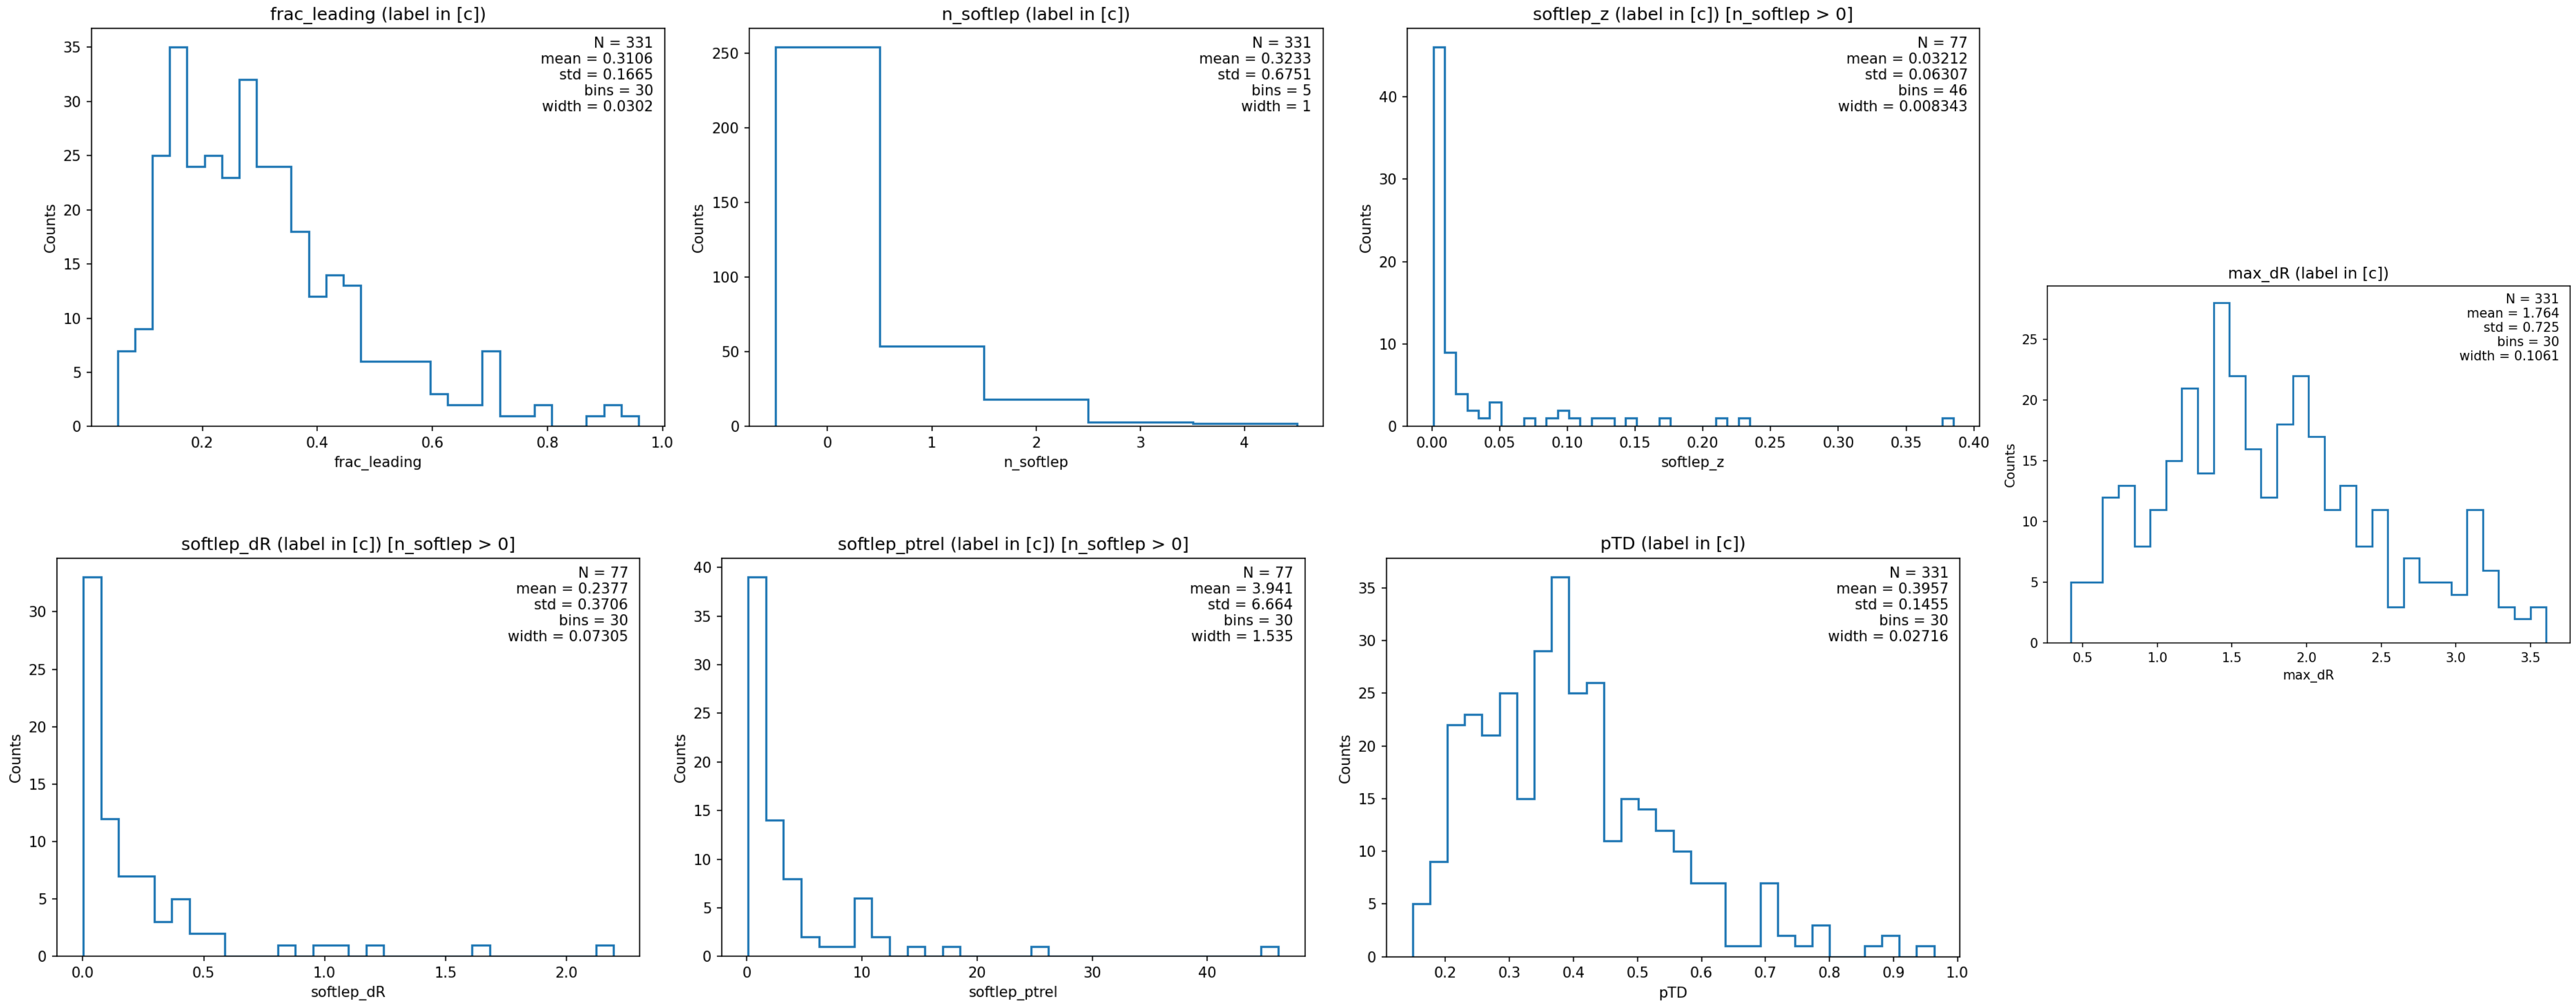 frac_leading (label in [c])
N = 331
mean = 0.3106
std = 0.1665
bins = 30
width = 0.0302
Counts
35
30
25
20
15
10
5
0.2 0.4 0.6 0.8 1.0
frac_leading
n_softlep (label in [c])
N = 331
mean = 0.3233
std = 0.6751
bins = 5
width = 1
Counts
250
200
150
100
50
0
0 1 2 3 4
n_softlep
softlep_z (label in [c]) [n_softlep > 0]
N = 77
mean = 0.03212
std = 0.06307
bins = 46
width = 0.008343
Counts
40
30
20
10
0
0.00 0.05 0.10 0.15 0.20 0.25 0.30 0.35 0.40
softlep_z
max_dR (label in [c])
N = 331
mean = 1.764
std = 0.725
bins = 30
width = 0.1061
Counts
25
20
15
10
5
0
0.5 1.0 1.5 2.0 2.5 3.0 3.5
max_dR
softlep_dR (label in [c]) [n_softlep > 0]
N = 77
mean = 0.2377
std = 0.3706
bins = 30
width = 0.07305
Counts
30
25
20
15
10
5
0
0.0 0.5 1.0 1.5 2.0
softlep_dR
softlep_ptrel (label in [c]) [n_softlep > 0]
N = 77
mean = 3.941
std = 6.664
bins = 30
width = 1.535
Counts
40
35
30
25
20
15
10
5
0
0 10 20 30 40
softlep_ptrel
pTD (label in [c])
N = 331
mean = 0.3957
std = 0.1455
bins = 30
width = 0.02716
Counts
35
30
25
20
15
10
5
0
0.2 0.3 0.4 0.5 0.6 0.7 0.8 0.9 1.0
pTD